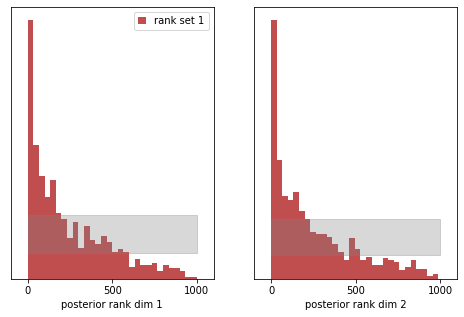 rank set 1
0 500 1000
posterior rank dim 1
0 500 1000
posterior rank dim 2